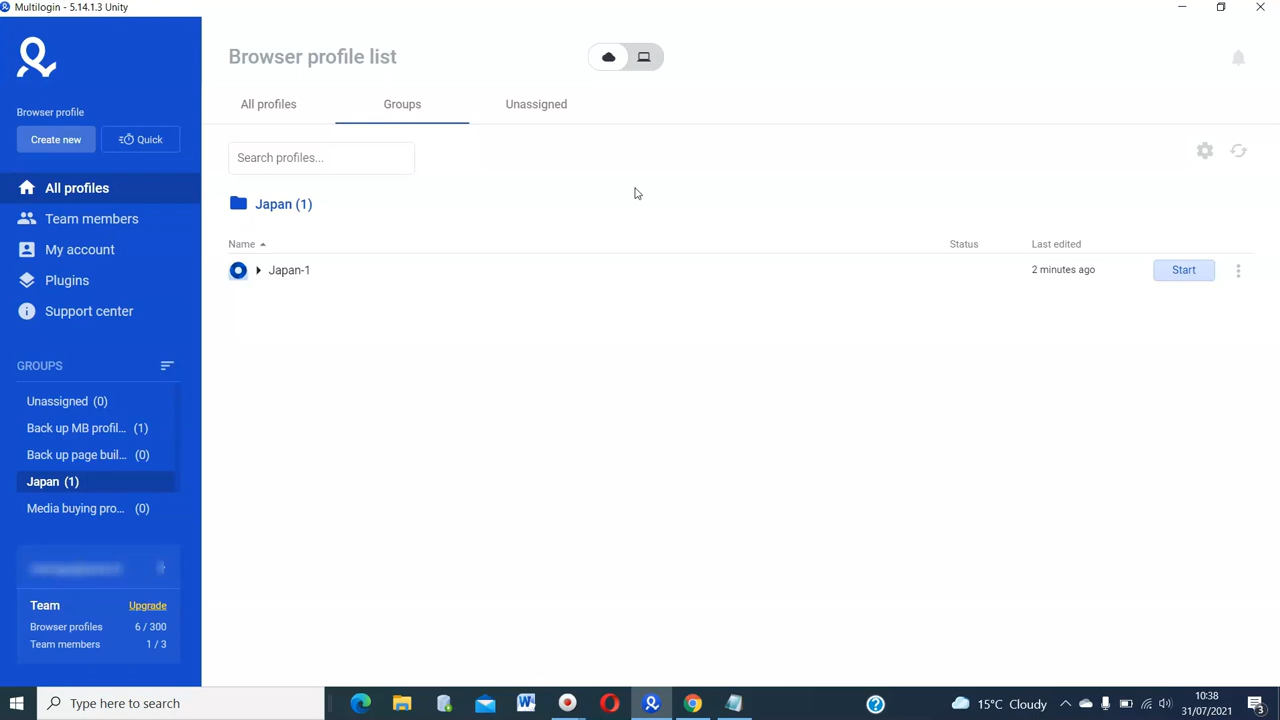 Multilogin - 5.14.1.3 Unity
Browser profile list
All profiles
Groups
Unassigned
Browser profile
Create new
Quick
Search profiles...
All profiles
Team members
My account
Plugins
Support center
Japan (1)
Name
Status
Last edited
Japan-1
2 minutes ago
Start
GROUPS
Unassigned (0)
Back up MB profil... (1)
Back up page buil... (0)
Japan (1)
Media buying pro... (0)
Team
Upgrade
Browser profiles 6 / 300
Team members 1 / 3
Type here to search
15°C Cloudy
10:38
31/07/2021
3